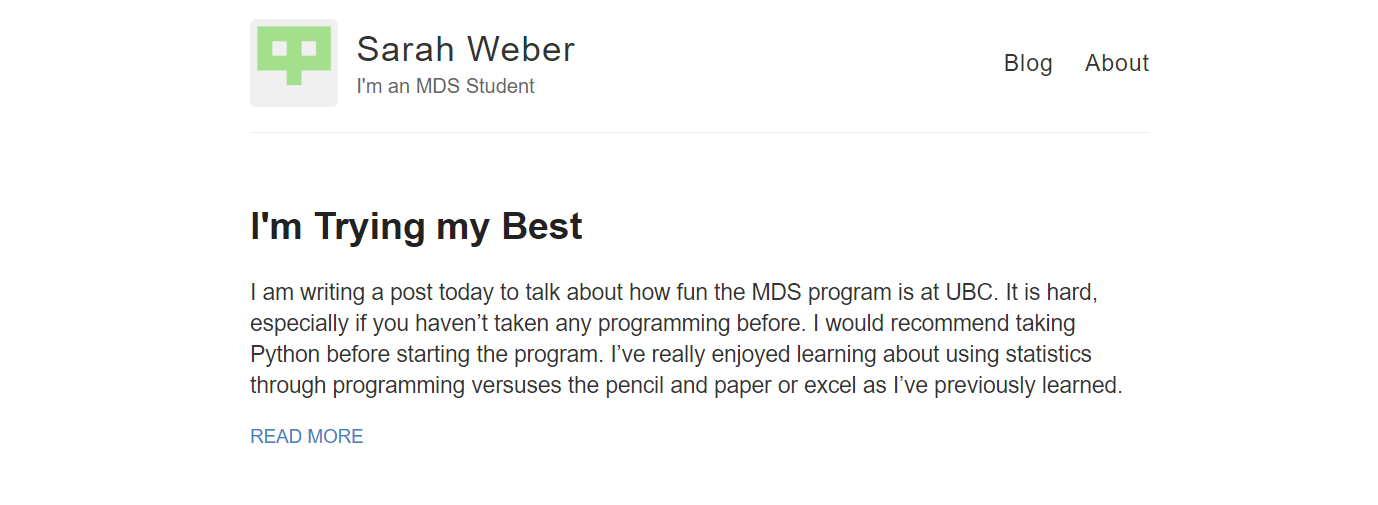 Sarah Weber
I'm an MDS Student
Blog About
I'm Trying my Best
I am writing a post today to talk about how fun the MDS program is at UBC. It is hard,
especially if you haven’t taken any programming before. I would recommend taking
Python before starting the program. I’ve really enjoyed learning about using statistics
through programming versuses the pencil and paper or excel as I’ve previously learned.
READ MORE